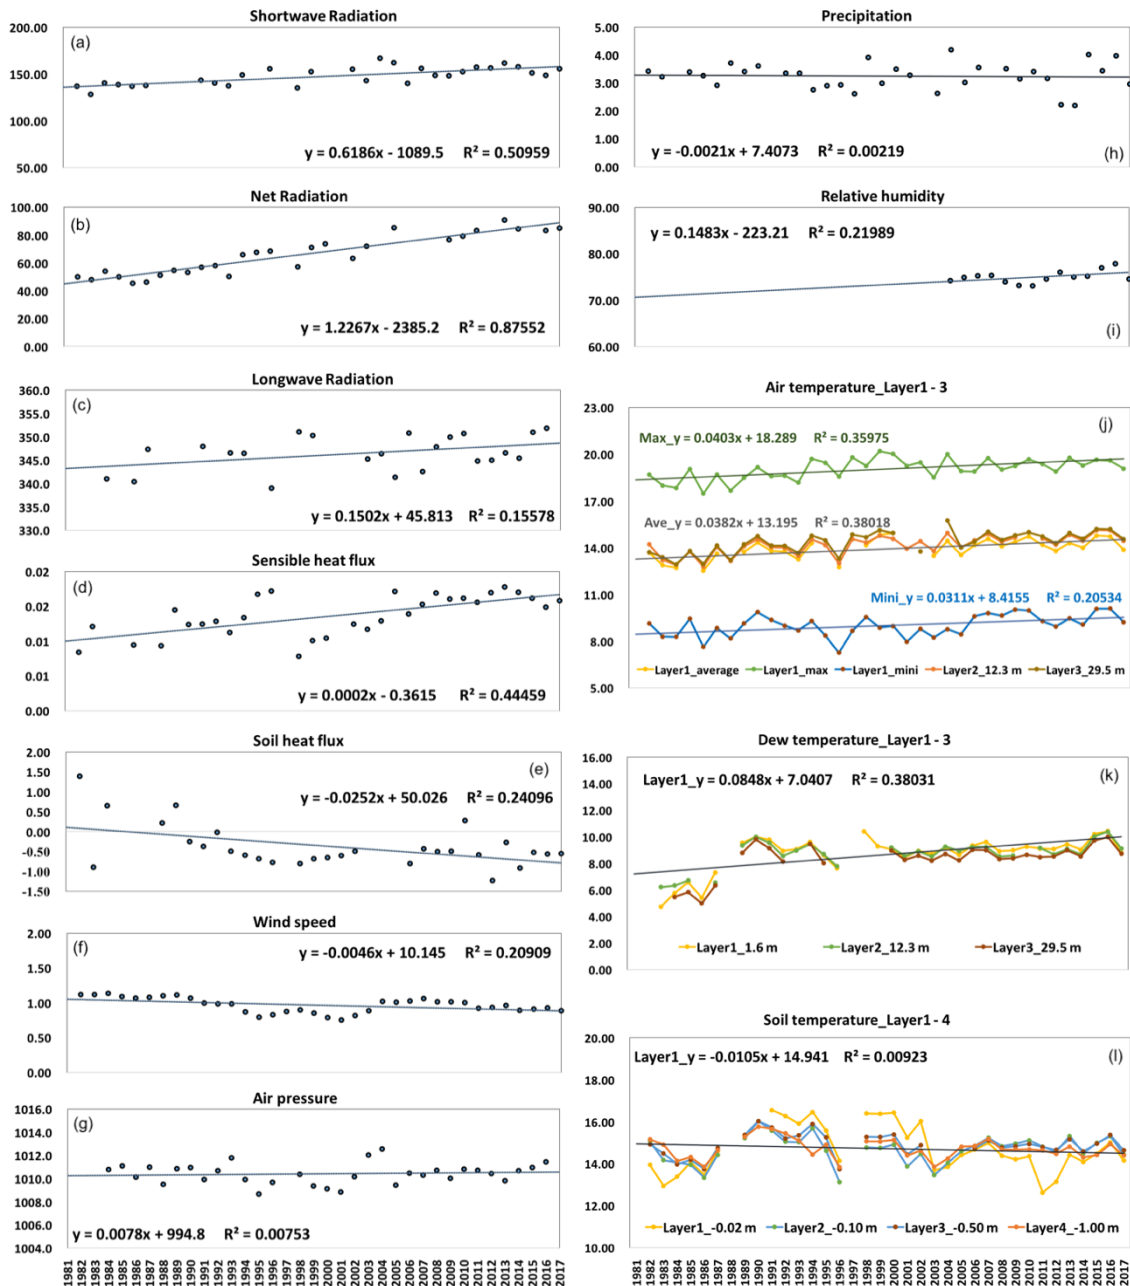 Shortwave Radiation
200.00
(a)
150.00
100.00
y = 0.6186x - 1089.5 R² = 0.50959
50.00
Net Radiation
100.00
(b)
80.00
60.00
40.00
20.00
y = 1.2267x - 2385.2 R² = 0.87552
0.00
Longwave Radiation
360.0
(c)
355.0
350.0
345.0
340.0
335.0
y = 0.1502x + 45.813 R² = 0.15578
330.0
Sensible heat flux
0.02
(d)
0.02
0.01
0.01
y = 0.0002x - 0.3615 R² = 0.44459
0.00
Soil heat flux
2.00
(e)
1.50
1.00
y = -0.0252x + 50.026 R² = 0.24096
0.50
0.00
-0.50
-1.00
-1.50
Wind speed
2.00
(f)
y = -0.0046x + 10.145 R² = 0.20909
1.50
1.00
0.50
0.00
Air pressure
1016.0
(g)
1014.0
1012.0
1010.0
1008.0
1006.0
y = 0.0078x + 994.8 R² = 0.00753
1004.0
1981 1982 1983 1984 1985 1986 1987 1988 1989 1990 1991 1992 1993 1994 1995 1996 1997 1998 1999 2000 2001 2002 2003 2004 2005 2006 2007 2008 2009 2010 2011 2012 2013 2014 2015 2016 2017
Precipitation
5.00
4.00
3.00
2.00
1.00
y = -0.0021x + 7.4073 R² = 0.00219
(h)
0.00
Relative humidity
90.00
y = 0.1483x - 223.21 R² = 0.21989
80.00
70.00
(i)
60.00
Air temperature_Layer1 - 3
23.00
(j)
Max_y = 0.0403x + 18.289 R² = 0.35975
20.00
17.00
Ave_y = 0.0382x + 13.195 R² = 0.38018
14.00
11.00
Mini_y = 0.0311x + 8.4155 R² = 0.20534
8.00
Layer1_average Layer1_max Layer1_mini Layer2_12.3 m Layer3_29.5 m
5.00
Dew temperature_Layer1 - 3
16.00
(k)
Layer1_y = 0.0848x + 7.0407 R² = 0.38031
14.00
12.00
10.00
8.00
6.00
4.00
2.00
Layer1_1.6 m Layer2_12.3 m Layer3_29.5 m
0.00
Soil temperature_Layer1 - 4
20.00
Layer1_y = -0.0105x + 14.941 R² = 0.00923
(l)
18.00
16.00
14.00
12.00
Layer1_-0.02 m Layer2_-0.10 m Layer3_-0.50 m Layer4_-1.00 m
10.00
1981 1982 1983 1984 1985 1986 1987 1988 1989 1990 1991 1992 1993 1994 1995 1996 1997 1998 1999 2000 2001 2002 2003 2004 2005 2006 2007 2008 2009 2010 2011 2012 2013 2014 2015 2016 2017